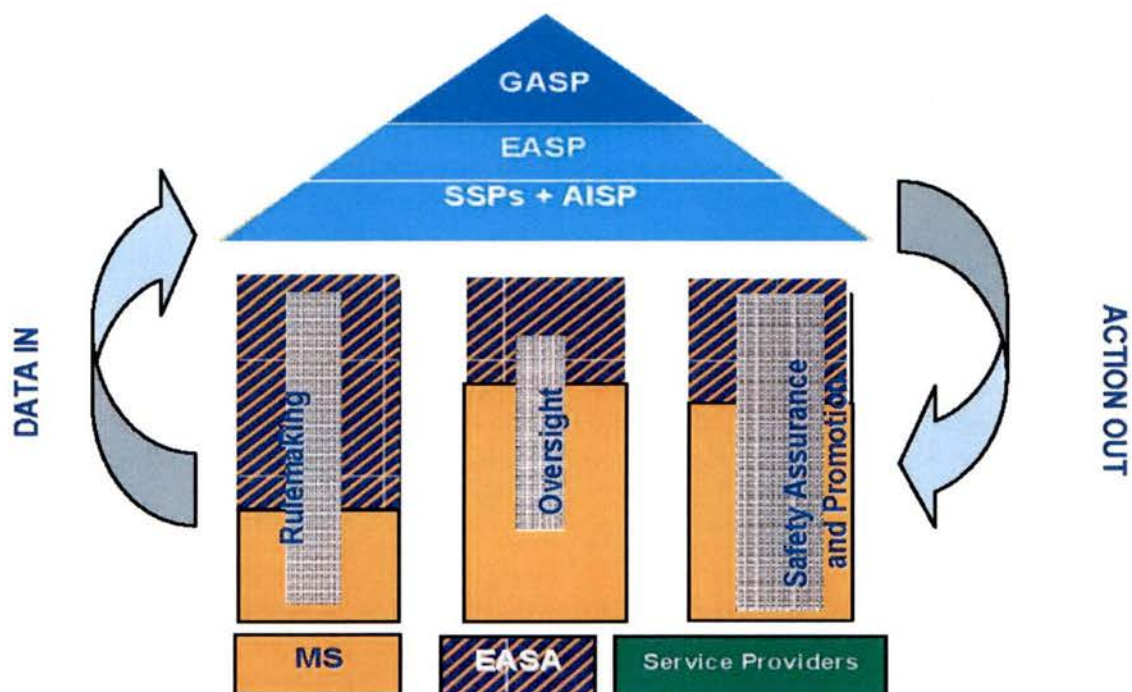 GASP
EASP
SSPs + AISP
DATA IN
ACTION OUT
Rulemaking
Oversight
Safety Assurance
and Promotion
MS
EASA
Service Providers